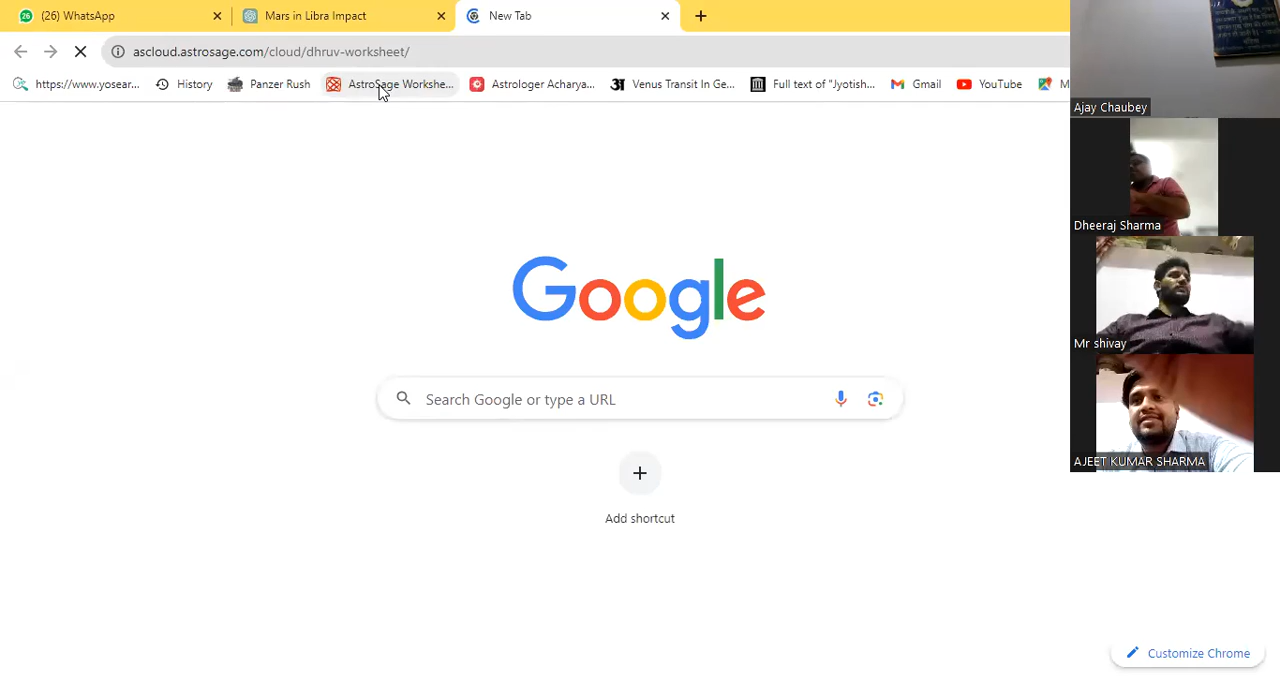 26 (26) WhatsApp
Mars in Libra Impact
New Tab
ascloud.astrosage.com/cloud/dhruv-worksheet/
https://www.yosear...
History
Panzer Rush
AstroSage Workshe...
Astrologer Acharya...
Venus Transit In Ge...
Full text of "Jyotish...
Gmail
YouTube
M
Google
Search Google or type a URL
Add shortcut
Customize Chrome
Ajay Chaubey
Dheeraj Sharma
Mr shivay
AJEET KUMAR SHARMA